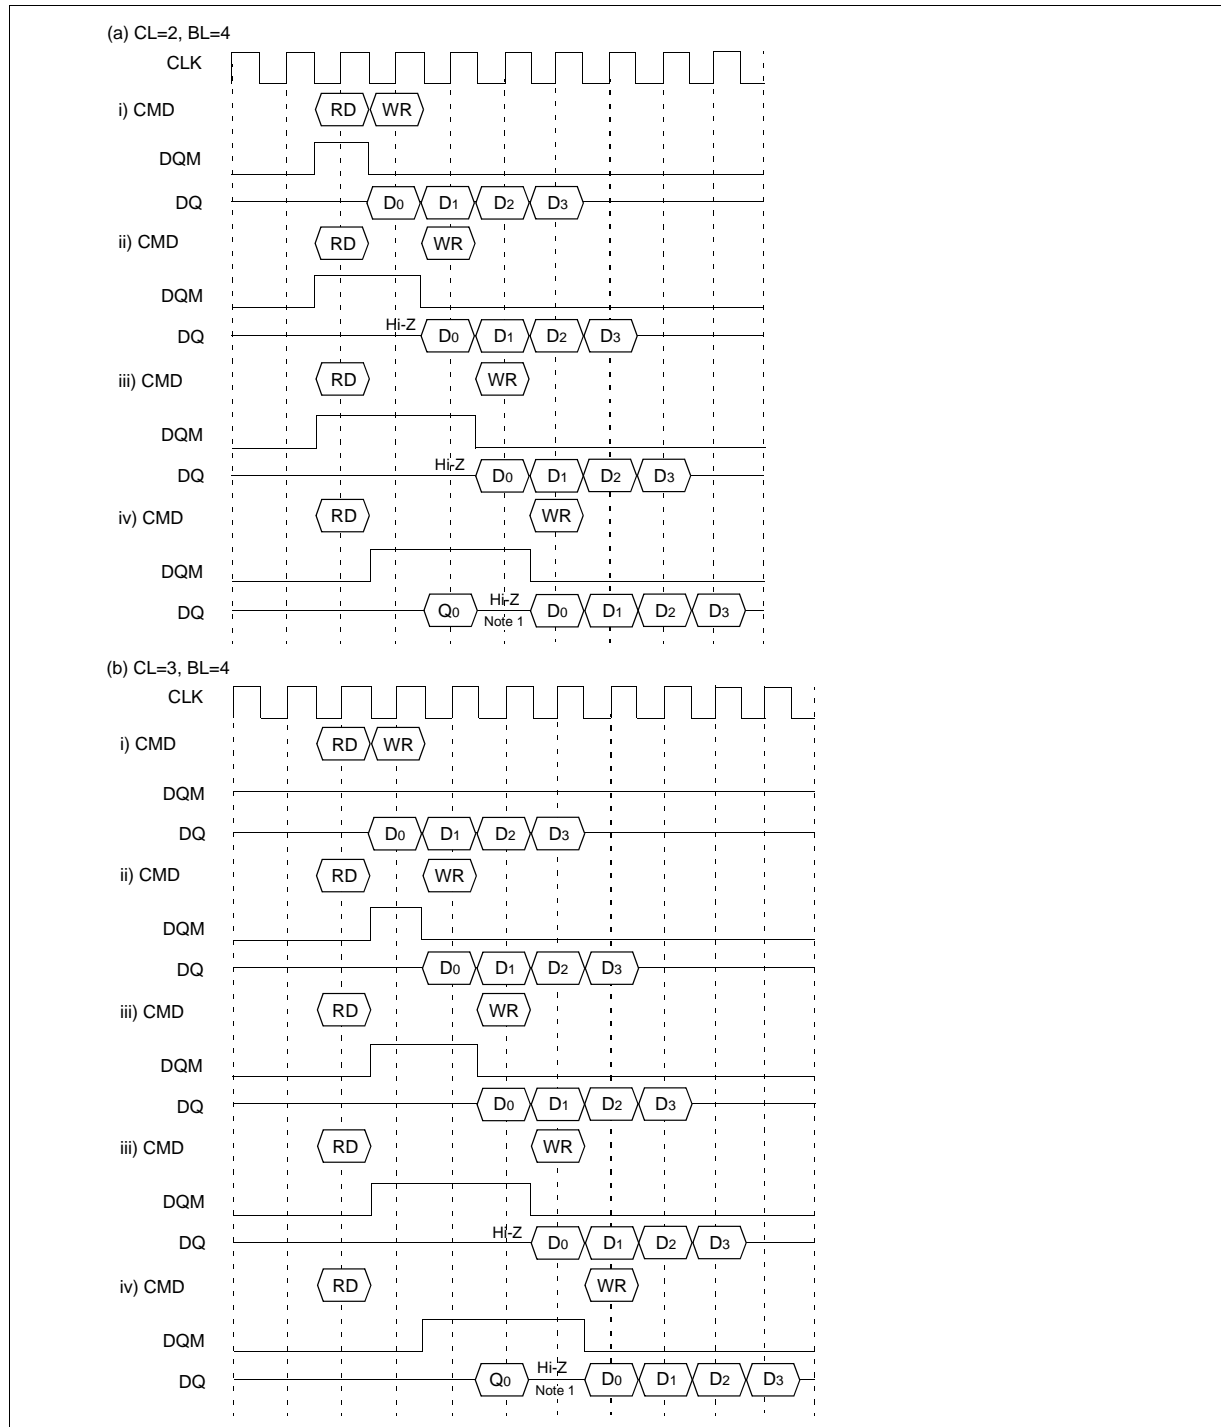 (a) CL=2, BL=4
CLK
i) CMD RD WR
DQM
DQ D0 D1 D2 D3
ii) CMD RD WR
DQM
DQ Hi-Z D0 D1 D2 D3
iii) CMD RD WR
DQM
DQ Hi-Z D0 D1 D2 D3
iv) CMD RD WR
DQM
DQ Q0 Hi-Z Note 1 D0 D1 D2 D3
(b) CL=3, BL=4
CLK
i) CMD RD WR
DQM
DQ D0 D1 D2 D3
ii) CMD RD WR
DQM
DQ D0 D1 D2 D3
iii) CMD RD WR
DQM
DQ D0 D1 D2 D3
iii) CMD RD WR
DQM
DQ Hi-Z D0 D1 D2 D3
iv) CMD RD WR
DQM
DQ Q0 Hi-Z Note 1 D0 D1 D2 D3